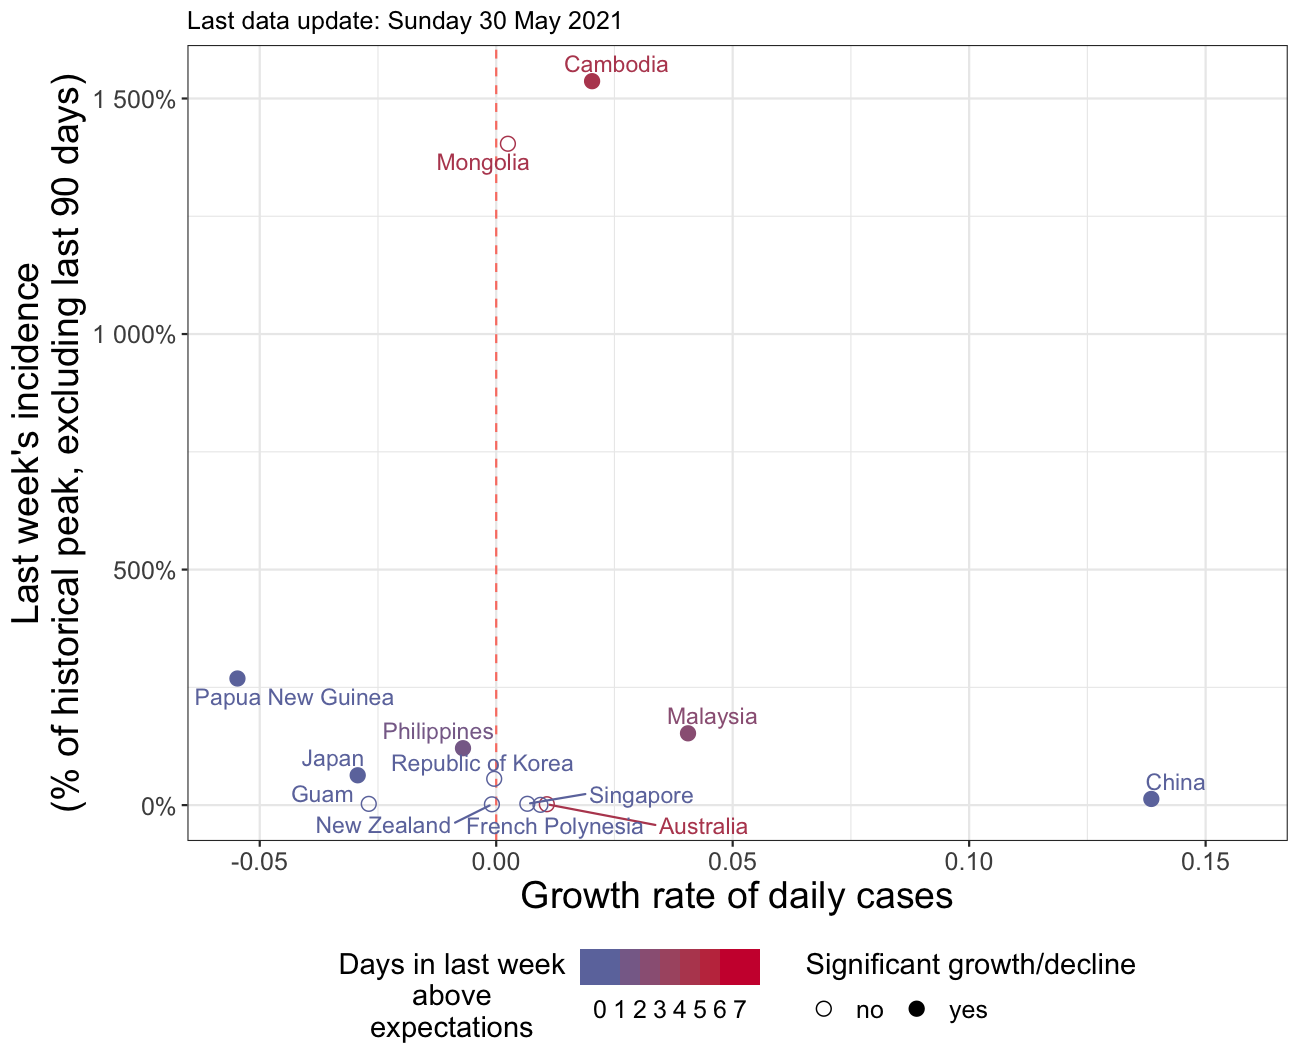 Last data update: Sunday 30 May 2021
Last week's incidence
(% of historical peak, excluding last 90 days)
1 500%
1 000%
500%
0%
Cambodia
Mongolia
Papua New Guinea
Malaysia
Philippines
Japan
Republic of Korea
China
Guam
Singapore
New Zealand
French Polynesia
Australia
-0.05
0.00
0.05
0.10
0.15
Growth rate of daily cases
Days in last week
above
expectations
0 1 2 3 4 5 6 7
Significant growth/decline
no
yes